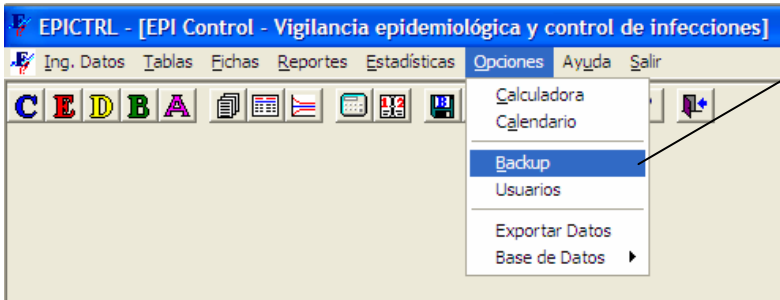 EPICTRL - [EPI Control - Vigilancia epidemiológica y control de infecciones]
Ing. Datos Tablas Fichas Reportes Estadísticas Opciones Ayuda Salir
C E D B A
Calculadora
Calendario
Backup
Usuarios
Exportar Datos
Base de Datos